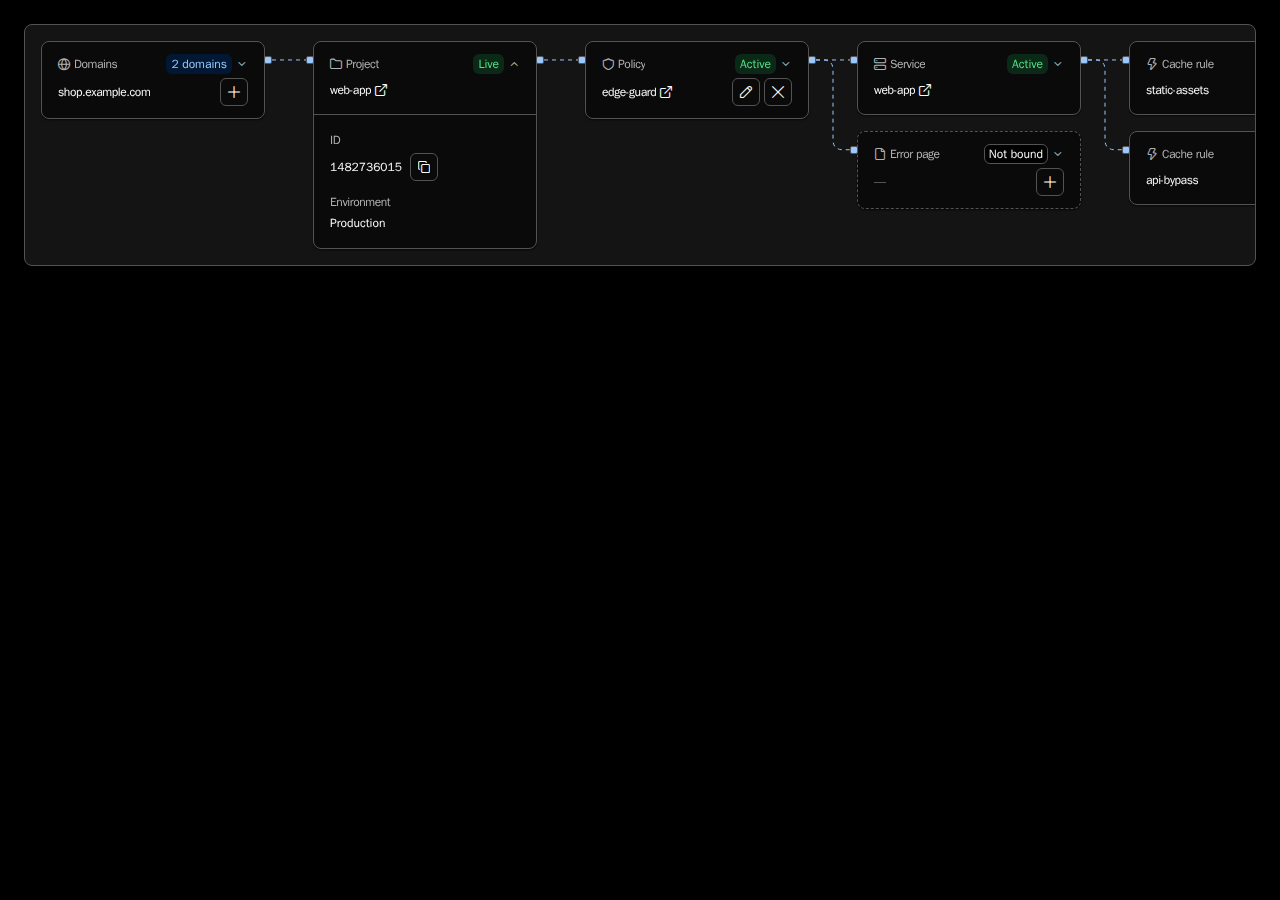 Domains 2 domains
shop.example.com
Project Live
web-app
ID
1482736015
Environment
Production
Policy Active
edge-guard
Service Active
web-app
Error page Not bound
—
Cache rule
static-assets
Cache rule
api-bypass